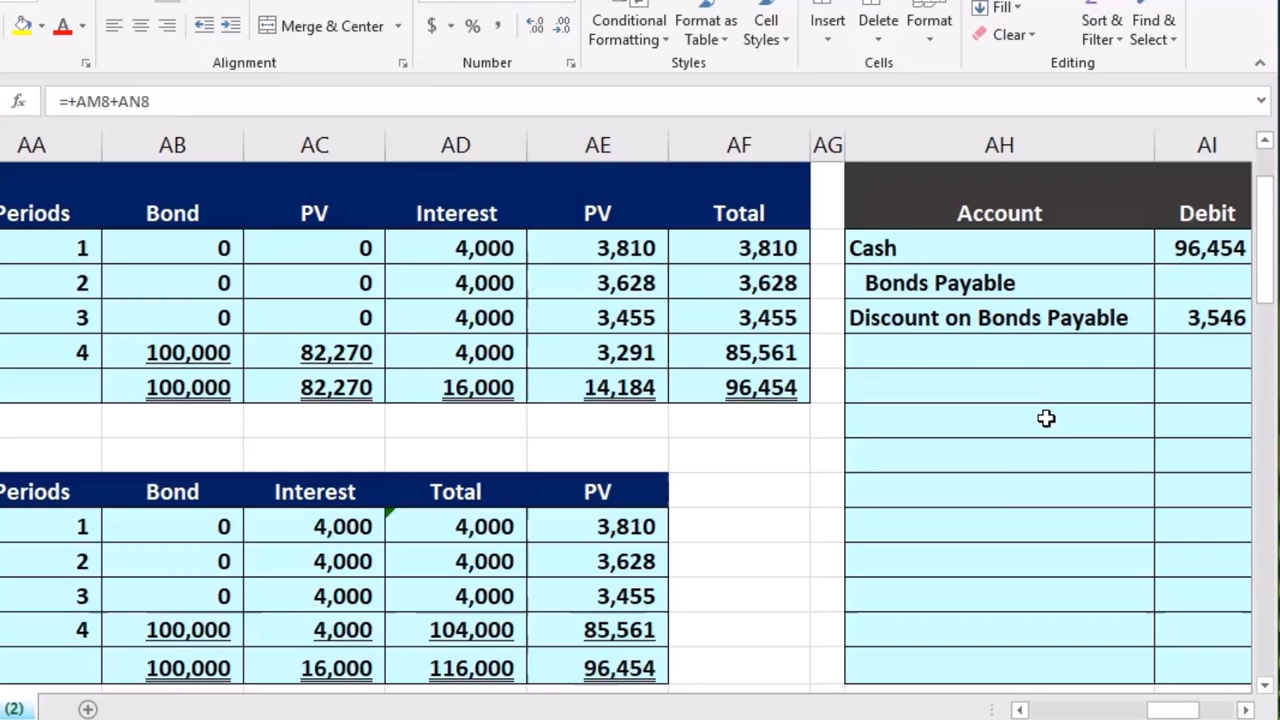 Merge & Center
$ % ,
Conditional Formatting
Format as Table
Cell Styles
Insert
Delete
Format
Fill
Clear
Sort & Filter
Find & Select
Alignment
Number
Styles
Cells
Editing
fx =+AM8+AN8
AA AB AC AD AE AF AG AH AI
Periods Bond PV Interest PV Total Account Debit
1 0 0 4,000 3,810 3,810 Cash 96,454
2 0 0 4,000 3,628 3,628 Bonds Payable
3 0 0 4,000 3,455 3,455 Discount on Bonds Payable 3,546
4 100,000 82,270 4,000 3,291 85,561
100,000 82,270 16,000 14,184 96,454
Periods Bond Interest Total PV
1 0 4,000 4,000 3,810
2 0 4,000 4,000 3,628
3 0 4,000 4,000 3,455
4 100,000 4,000 104,000 85,561
100,000 16,000 116,000 96,454
(2)